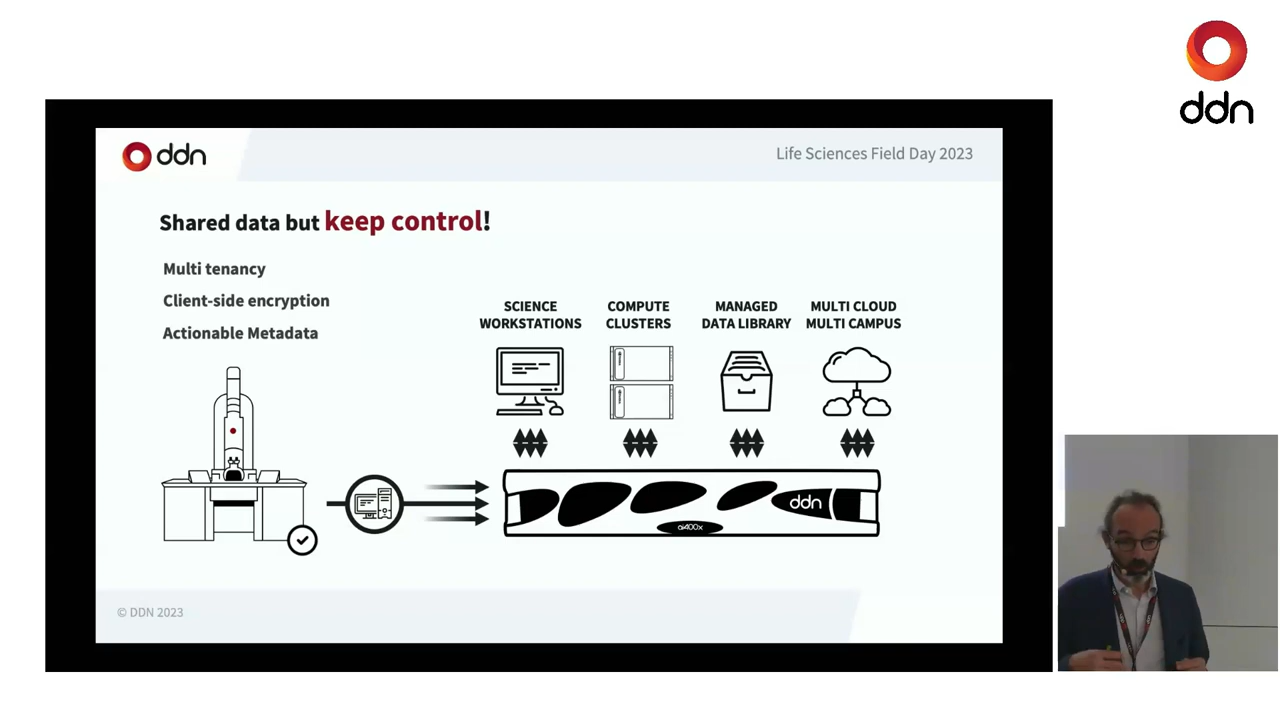 ddn
ddn
Life Sciences Field Day 2023
Shared data but keep control!
Multi tenancy
Client-side encryption
Actionable Metadata
SCIENCE
WORKSTATIONS
COMPUTE
CLUSTERS
MANAGED
DATA LIBRARY
MULTI CLOUD
MULTI CAMPUS
ddn
ai400x
© DDN 2023